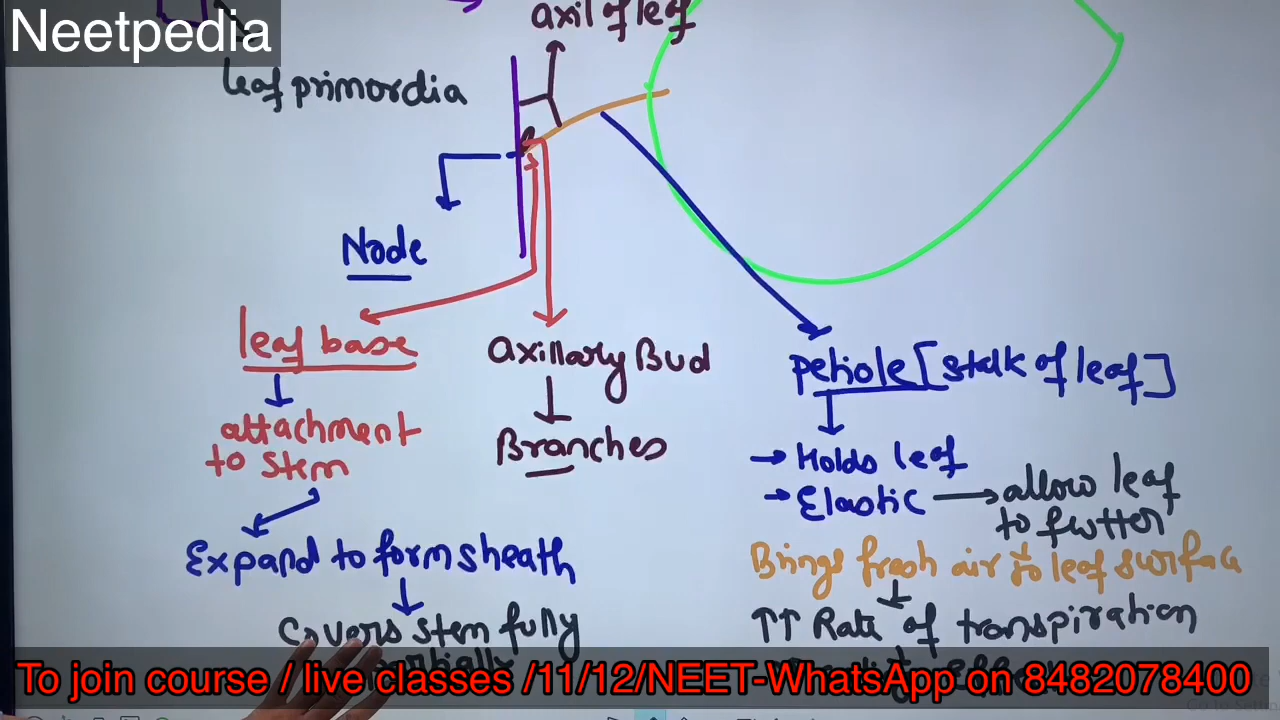 Neetpedia
axil of leaf
leaf primordia
Node
leaf base
axillary Bud
petiole [stalk of leaf]
attachment
to stem
Branches
→ Holds leaf
→ Elastic → allow leaf
to flutter
Expand to form sheath
Brings fresh air to leaf surface
Covers stem fully
partially
↑↑ Rate of transpiration
To join course / live classes /11/12/NEET-WhatsApp on 8482078400